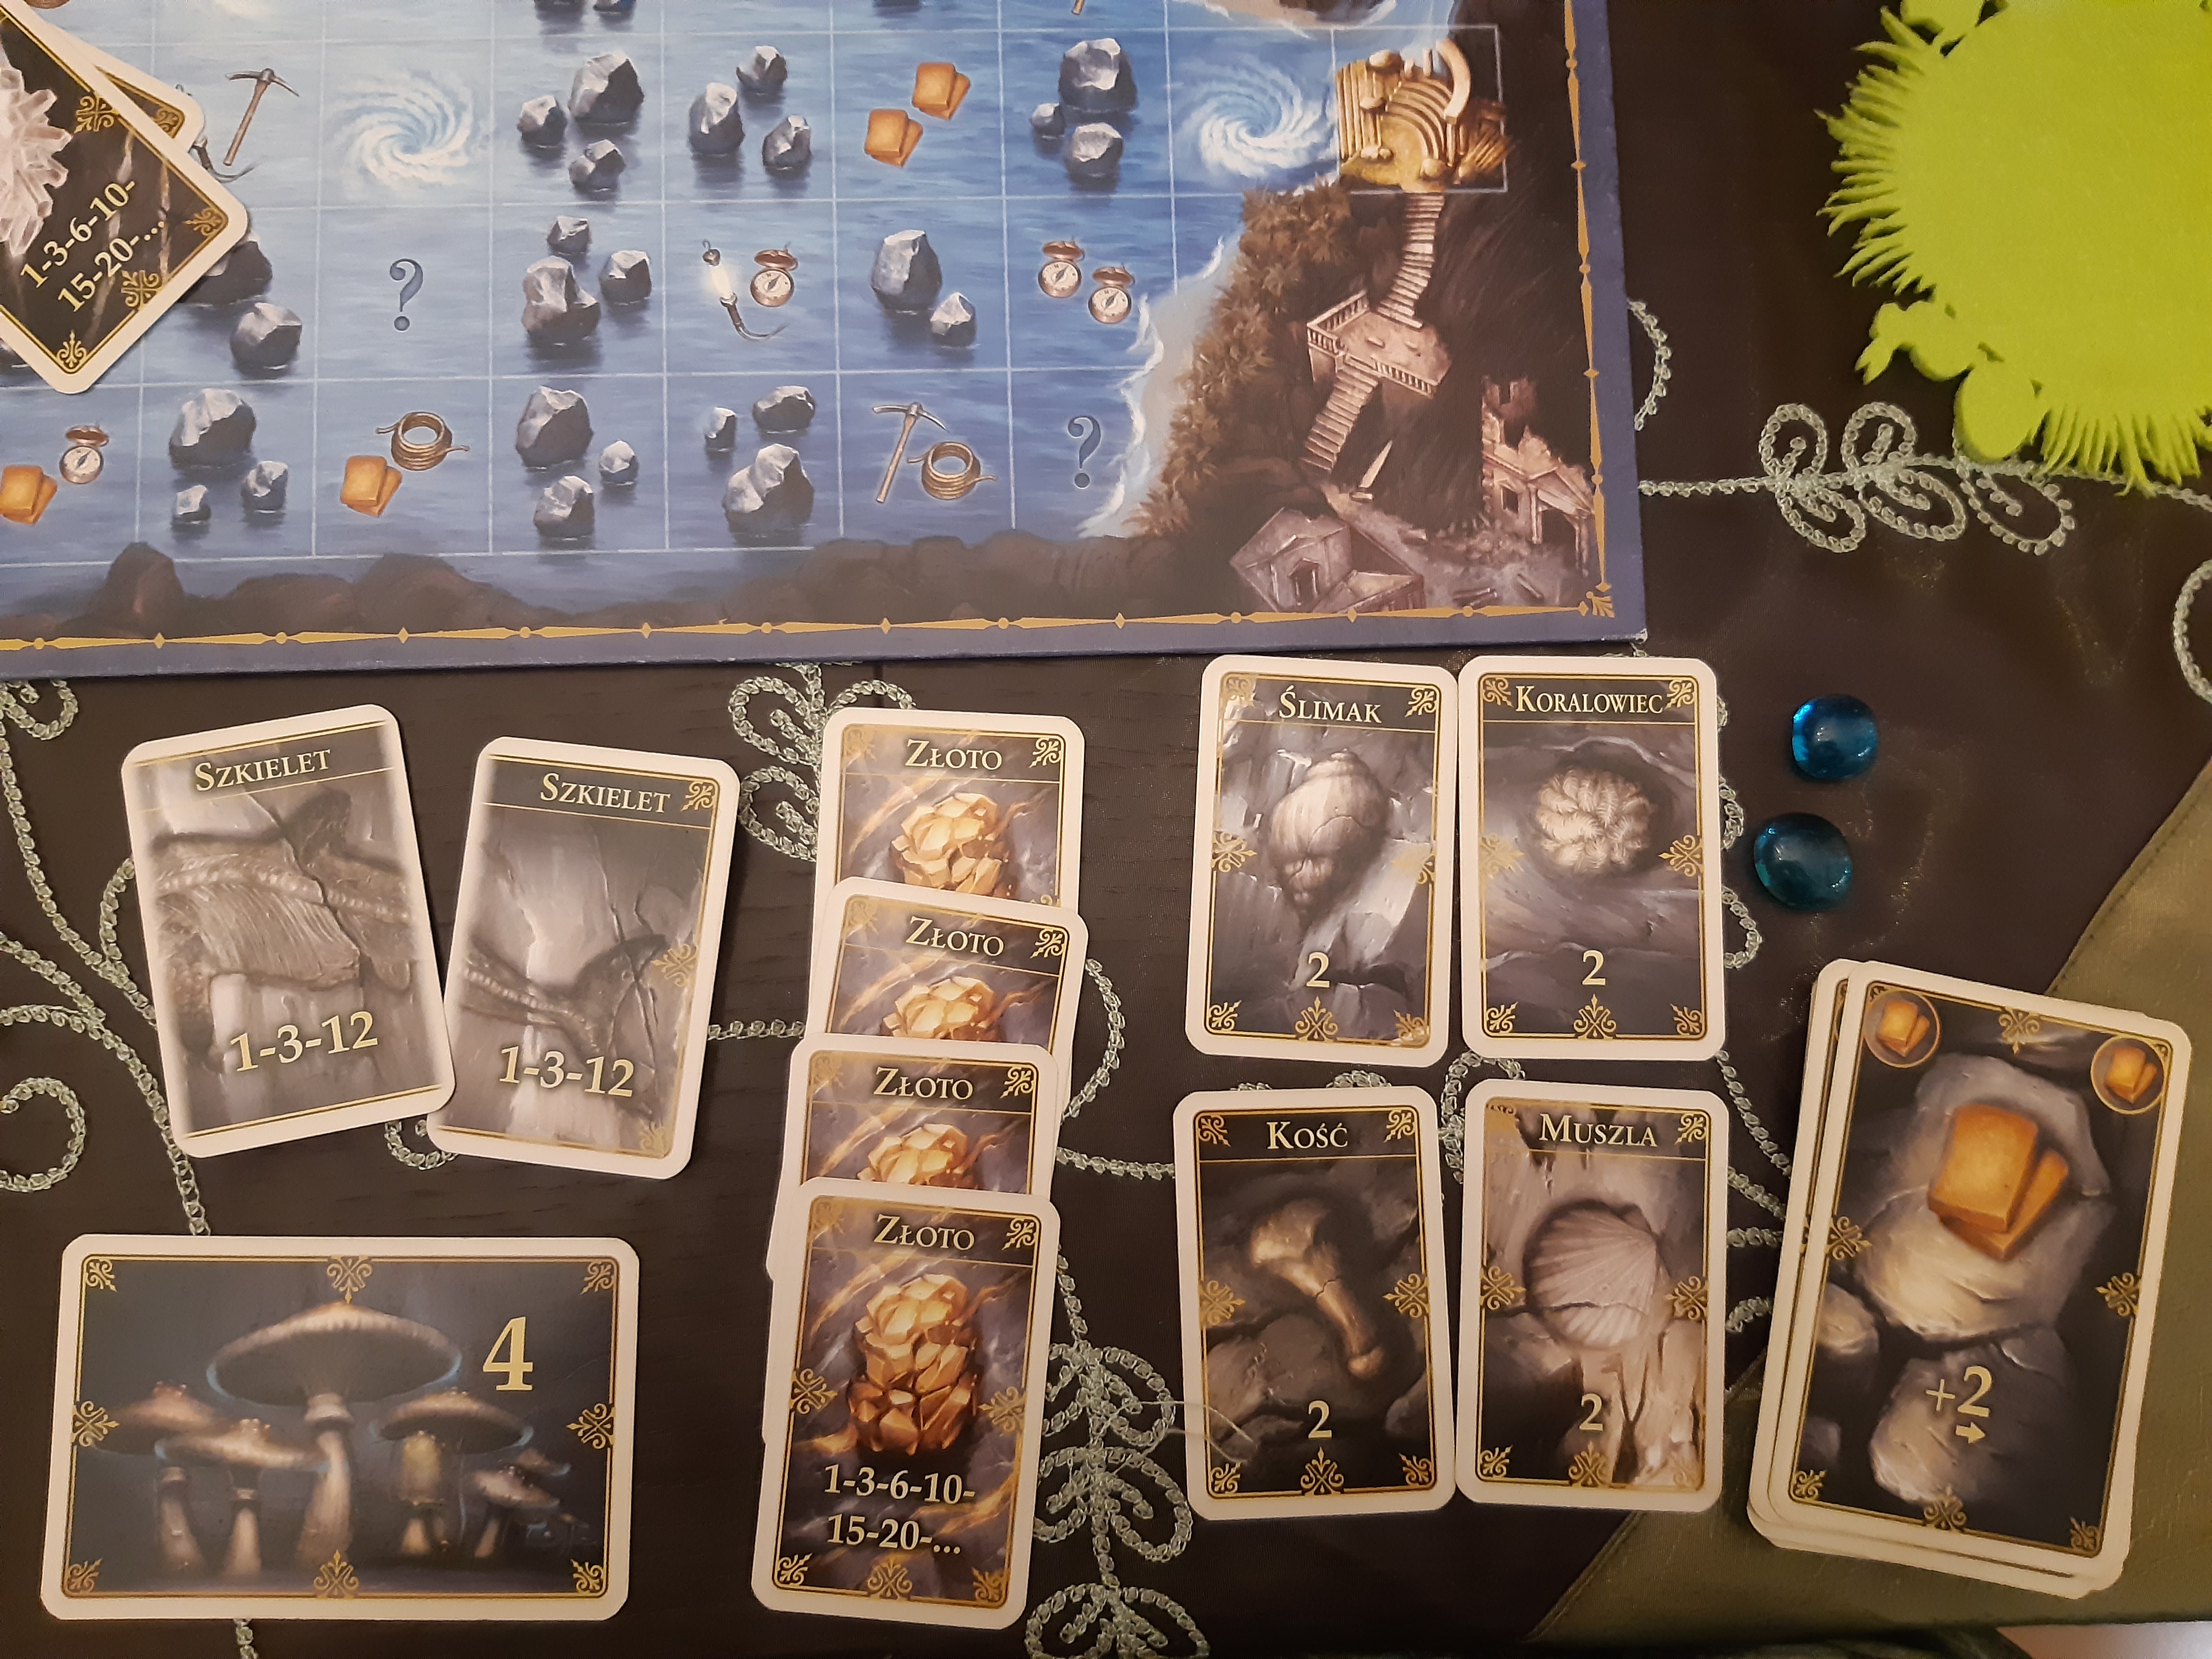 1-3-6-10-
15-20-...
SZKIELET
1-3-12
4
SZKIELET
1-3-12
?
ZŁOTO
ZŁOTO
ZŁOTO
ZŁOTO
1-3-6-10-
15-20-...
?
ŚLIMAK
2
KOŚĆ
2
KORALOWIEC
2
MUSZLA
2
+2